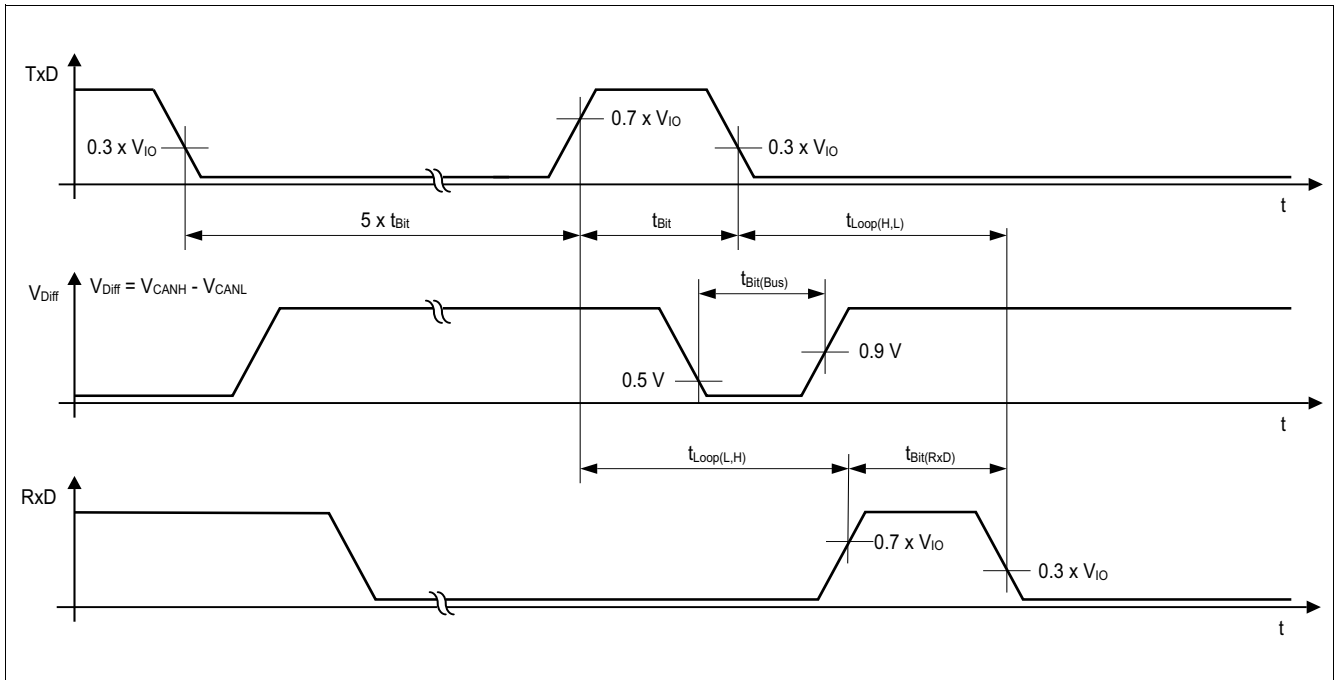 TxD
0.3 x VIO
0.7 x VIO
0.3 x VIO
t
5 x tBit
tBit
tLoop(H,L)
VDiff
VDiff = VCANH - VCANL
tBit(Bus)
0.5 V
0.9 V
t
tLoop(L,H)
tBit(RxD)
RxD
0.7 x VIO
0.3 x VIO
t